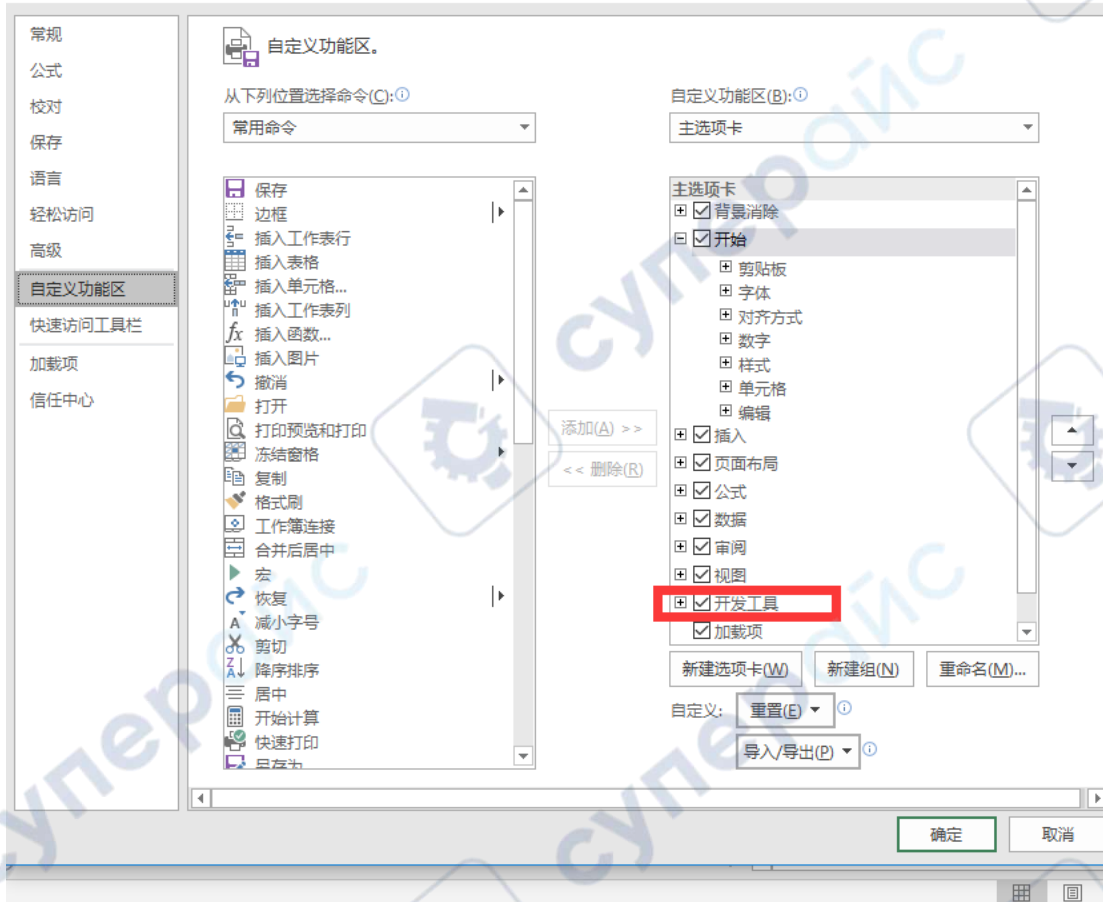 常规
公式
校对
保存
语言
轻松访问
高级
自定义功能区
快速访问工具栏
加载项
信任中心
自定义功能区。
从下列位置选择命令(C):
常用命令
保存
边框
插入工作表行
插入表格
插入单元格...
插入工作表列
fx 插入函数...
插入图片
撤消
打开
打印预览和打印
冻结窗格
复制
格式刷
工作簿连接
合并后居中
宏
恢复
减小字号
剪切
降序排序
居中
开始计算
快速打印
另存为
添加(A) >>
<< 删除(R)
自定义功能区(B):
主选项卡
主选项卡
背景消除
开始
剪贴板
字体
对齐方式
数字
样式
单元格
编辑
插入
页面布局
公式
数据
审阅
视图
开发工具
加载项
新建选项卡(W) 新建组(N) 重命名(M)...
自定义: 重置(E)
导入/导出(P)
确定 取消
суперайс
суперайс
суперайс
суперайс